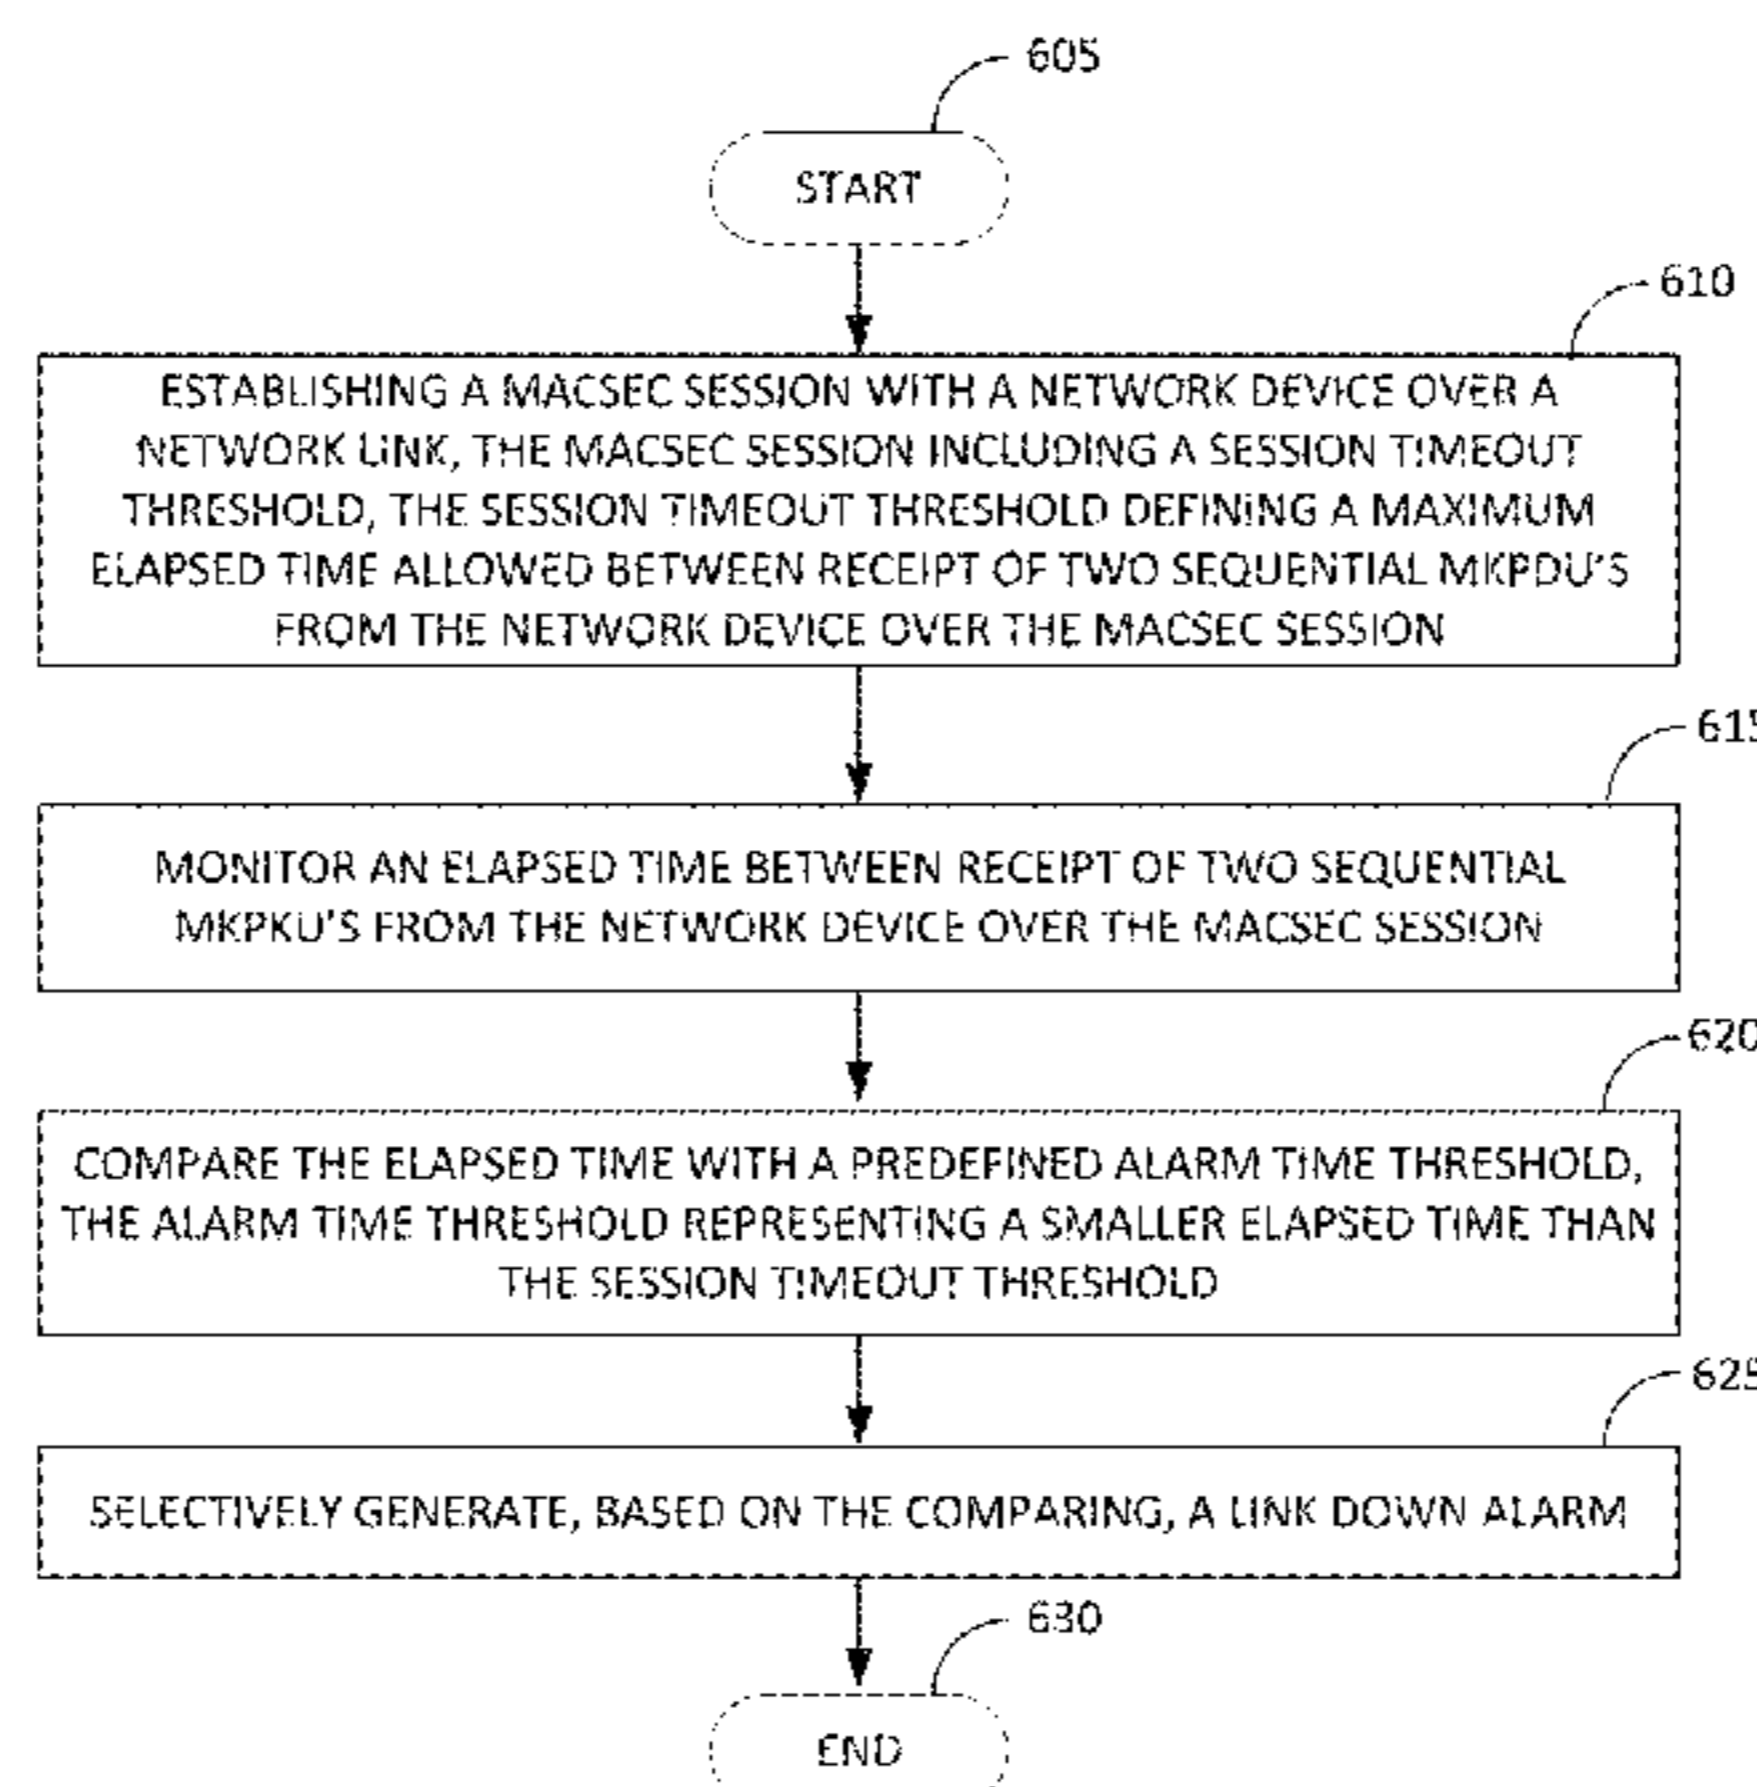 605
START
610
ESTABLISHING A MACSEC SESSION WITH A NETWORK DEVICE OVER A
NETWORK LINK, THE MACSEC SESSION INCLUDING A SESSION TIMEOUT
THRESHOLD, THE SESSION TIMEOUT THRESHOLD DEFINING A MAXIMUM
ELAPSED TIME ALLOWED BETWEEN RECEIPT OF TWO SEQUENTIAL MKPDU'S
FROM THE NETWORK DEVICE OVER THE MACSEC SESSION
615
MONITOR AN ELAPSED TIME BETWEEN RECEIPT OF TWO SEQUENTIAL
MKPKU'S FROM THE NETWORK DEVICE OVER THE MACSEC SESSION
620
COMPARE THE ELAPSED TIME WITH A PREDEFINED ALARM TIME THRESHOLD,
THE ALARM TIME THRESHOLD REPRESENTING A SMALLER ELAPSED TIME THAN
THE SESSION TIMEOUT THRESHOLD
625
SELECTIVELY GENERATE, BASED ON THE COMPARING, A LINK DOWN ALARM
630
END